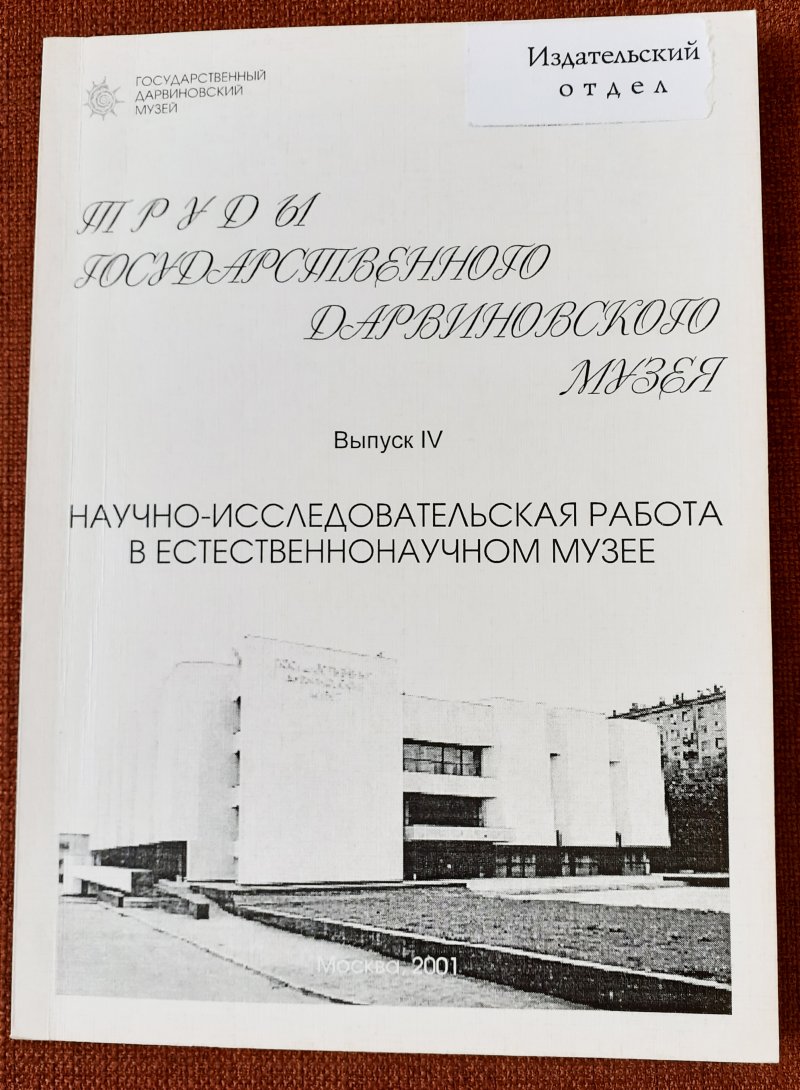 ГОСУДАРСТВЕННЫЙ
ДАРВИНОВСКИЙ
МУЗЕЙ
Издательский
отдел
ТРУДЫ
ГОСУДАРСТВЕННОГО
ДАРВИНОВСКОГО
МУЗЕЯ
Выпуск IV
НАУЧНО-ИССЛЕДОВАТЕЛЬСКАЯ РАБОТА
В ЕСТЕСТВЕННОНАУЧНОМ МУЗЕЕ
Москва, 2001